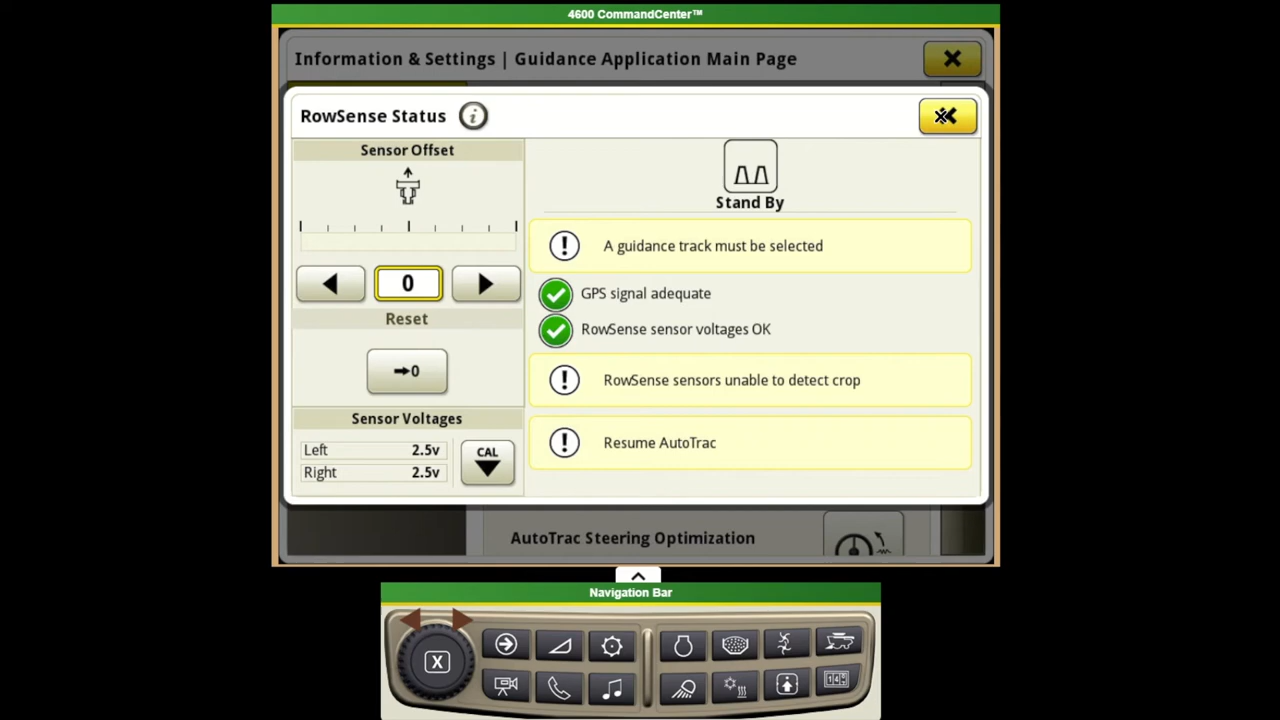 4600 CommandCenter™
Information & Settings | Guidance Application Main Page
RowSense Status
i
Sensor Offset
Stand By
! A guidance track must be selected
0
GPS signal adequate
Reset
RowSense sensor voltages OK
→0
! RowSense sensors unable to detect crop
Sensor Voltages
Left 2.5v
Right 2.5v
CAL
! Resume AutoTrac
AutoTrac Steering Optimization
Navigation Bar
X